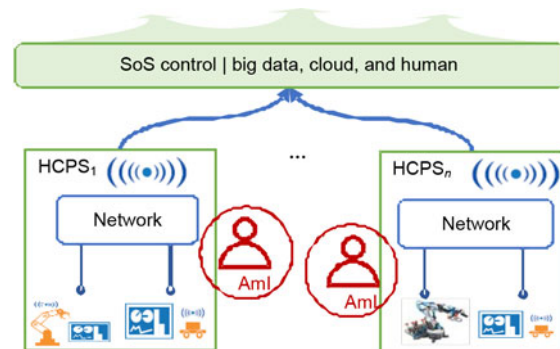 SoS control | big data, cloud, and human
HCPS₁
...
HCPSₙ
Network
Network
AmI
AmI